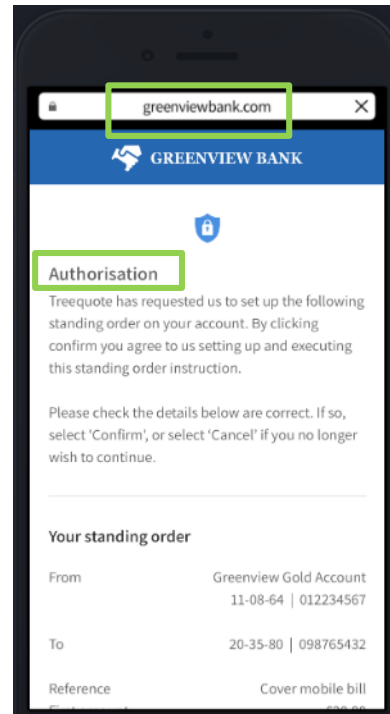 greenviewbank.com
GREENVIEW BANK
Authorisation
Treequote has requested us to set up the following
standing order on your account. By clicking
confirm you agree to us setting up and executing
this standing order instruction.
Please check the details below are correct. If so,
select 'Confirm', or select ‘Cancel’ if you no longer
wish to continue.
Your standing order
From Greenview Gold Account
11-08-64 | 012234567
To 20-35-80 | 098765432
Reference Cover mobile bill